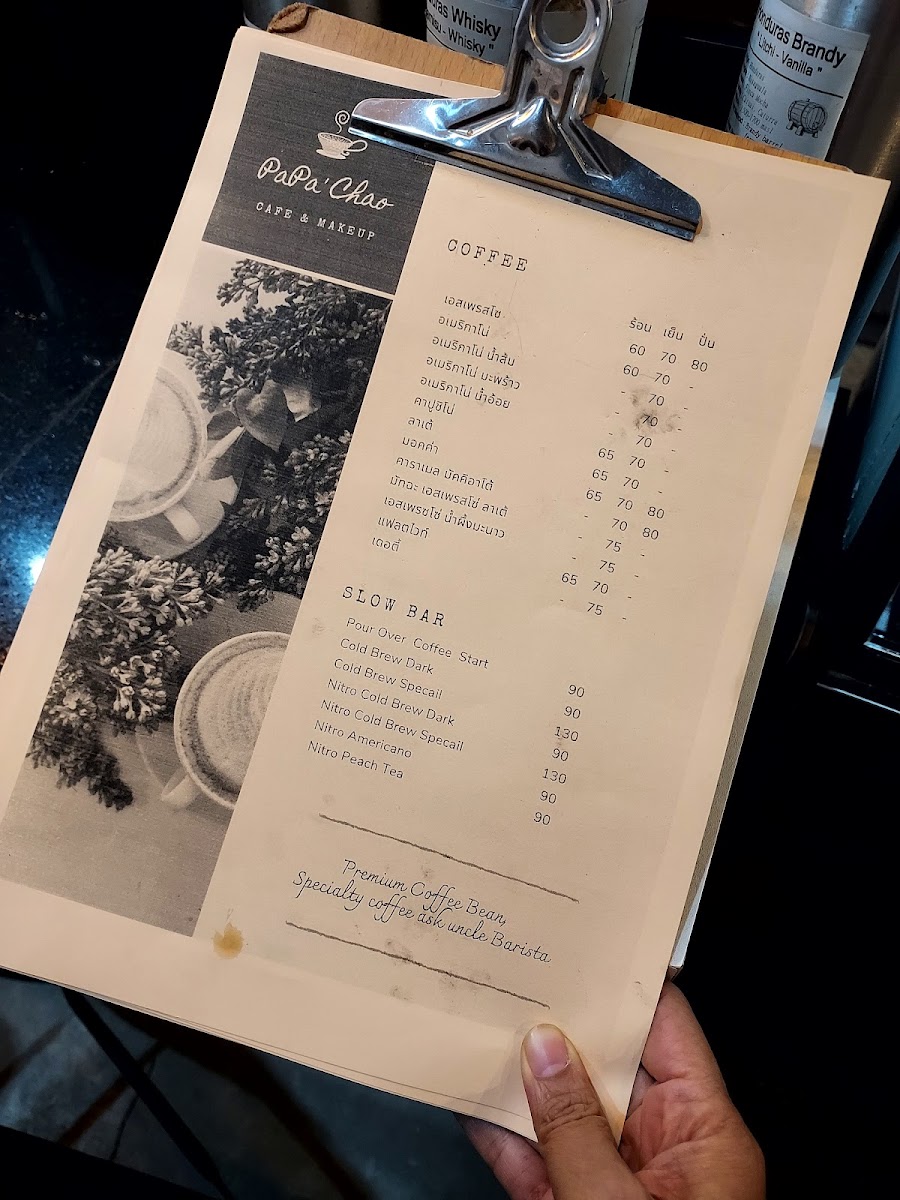 duras Whisky
misu - Whisky "
onduras Brandy
" Litchi - Vanilla "
PaPa'Chao
CAFE & MAKEUP
COFFEE
ร้อน เย็น ปั่น
เอสเพรสโซ่ 60 70 80
อเมริกาโน่ 60 70 -
อเมริกาโน่ น้ำส้ม - 70 -
อเมริกาโน่ มะพร้าว - 70 -
อเมริกาโน่ น้ำอ้อย - 70 -
คาปูชิโน่ 65 70 -
ลาเต้ 65 70 -
มอคค่า 65 70 80
คาราเมล มัคคิอาโต้ - 70 80
มัทฉะ เอสเพรสโซ่ ลาเต้ - 75 -
เอสเพรสโซ่ น้ำผึ้งมะนาว - 75 -
แฟลตไวท์ 65 70 -
เดอตี้ - 75 -
SLOW BAR
Pour Over Coffee Start 90
Cold Brew Dark 90
Cold Brew Specail 130
Nitro Cold Brew Dark 90
Nitro Cold Brew Specail 130
Nitro Americano 90
Nitro Peach Tea 90
Premium Coffee Bean,
Specialty coffee ask uncle Barista